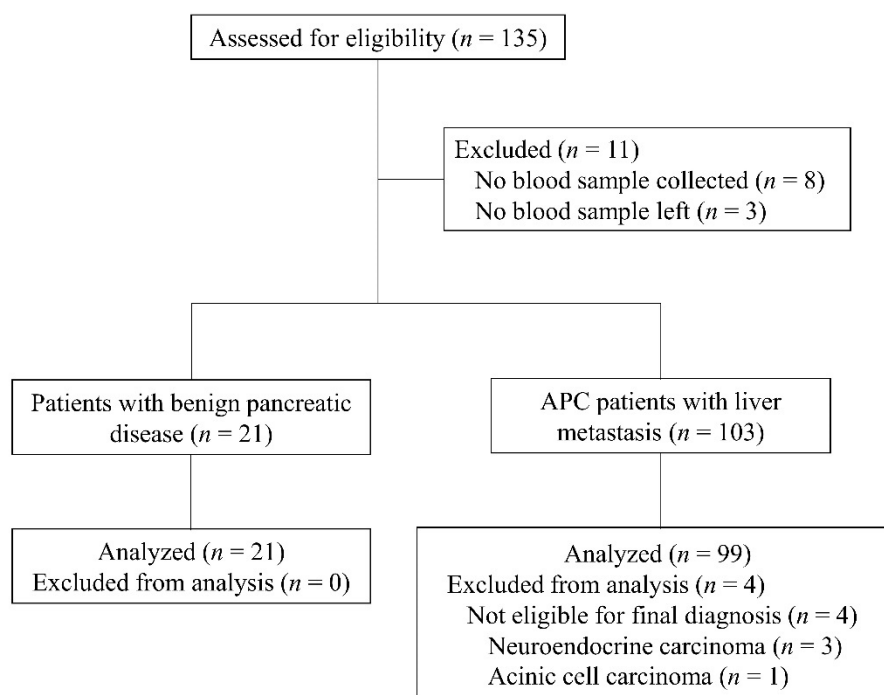 Assessed for eligibility (n = 135)
Excluded (n = 11)
No blood sample collected (n = 8)
No blood sample left (n = 3)
Patients with benign pancreatic
disease (n = 21)
APC patients with liver
metastasis (n = 103)
Analyzed (n = 21)
Excluded from analysis (n = 0)
Analyzed (n = 99)
Excluded from analysis (n = 4)
Not eligible for final diagnosis (n = 4)
Neuroendocrine carcinoma (n = 3)
Acinic cell carcinoma (n = 1)